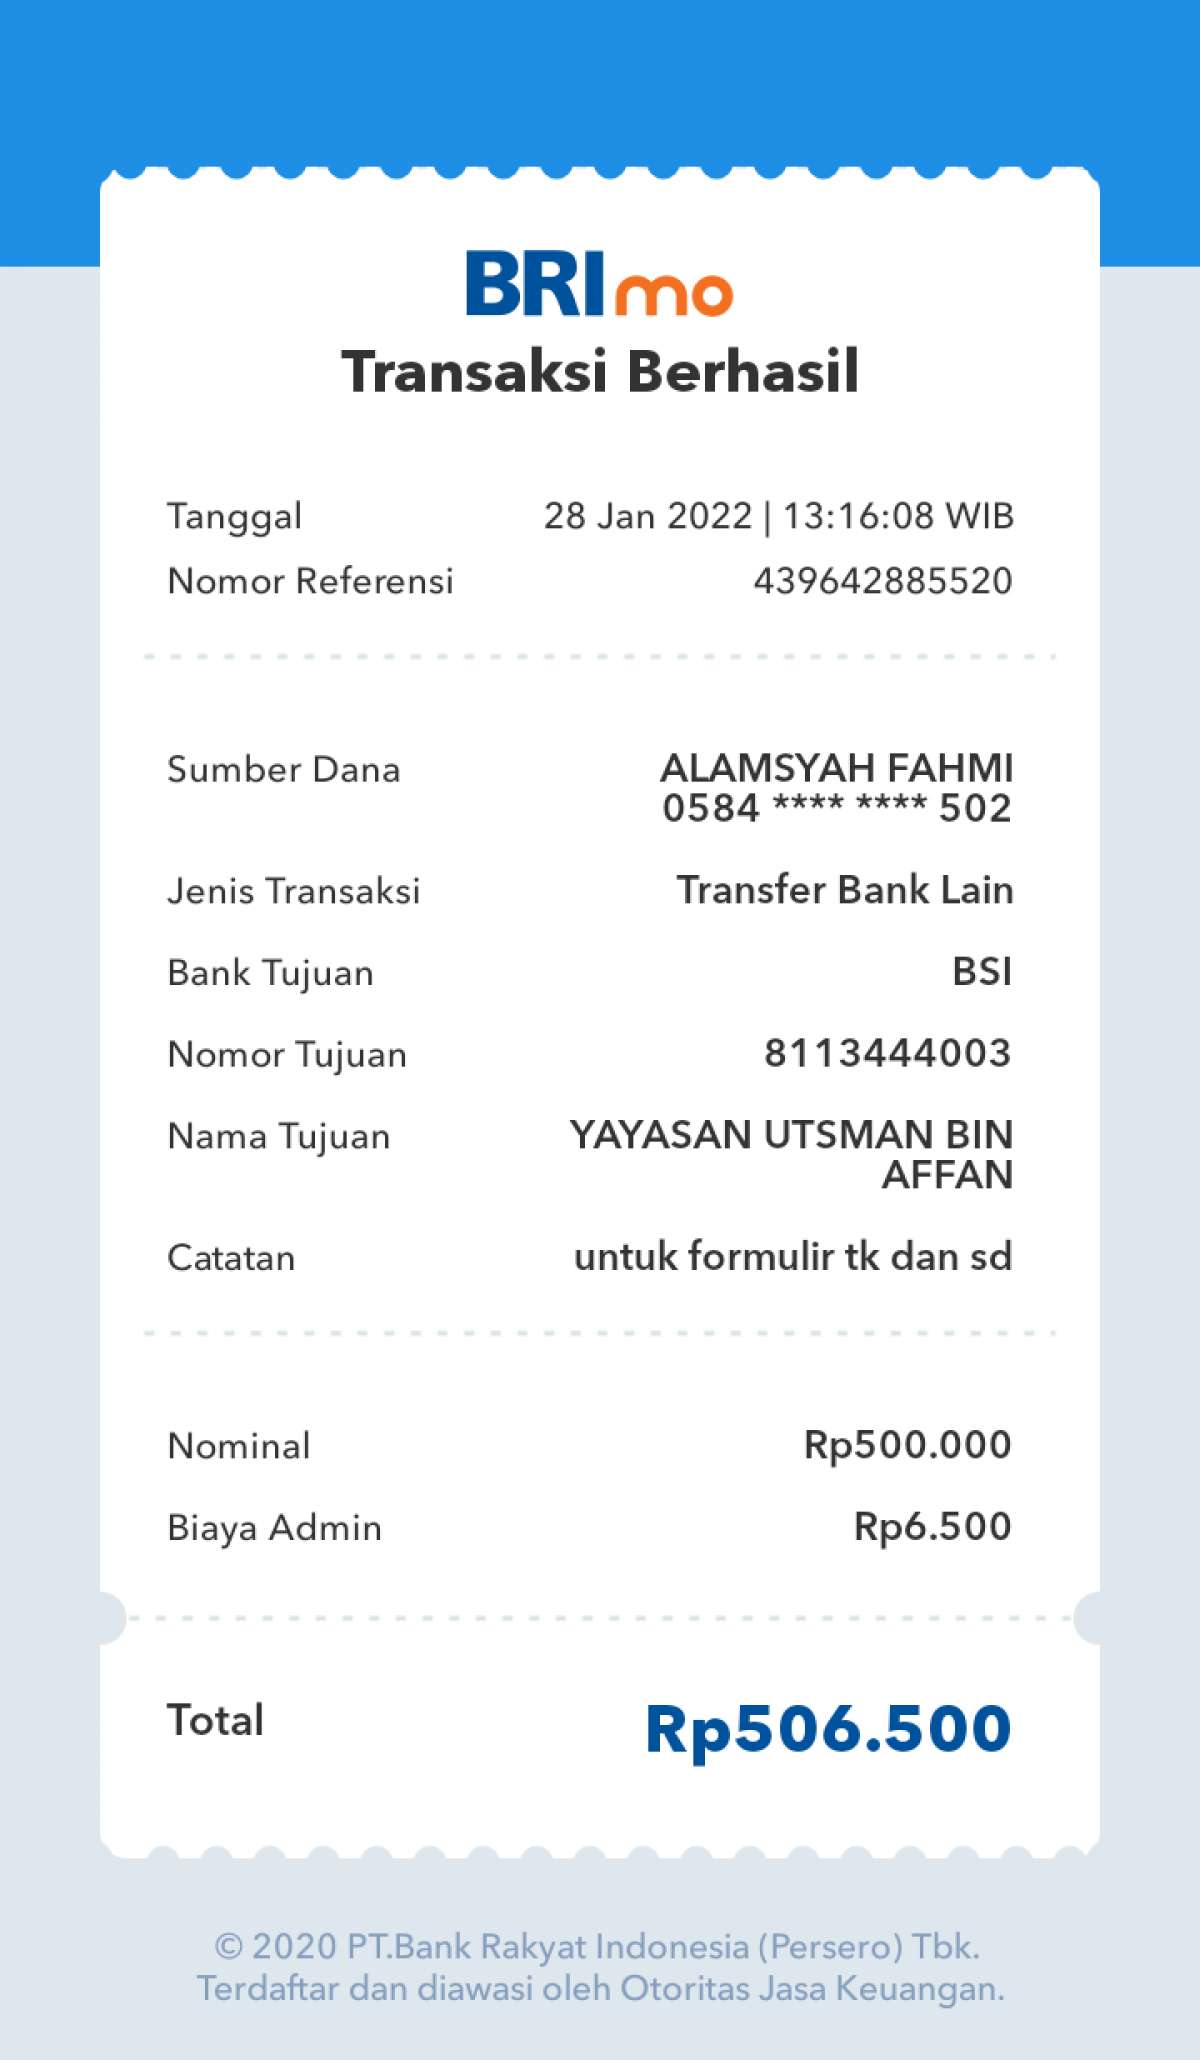 BRImo
Transaksi Berhasil
Tanggal 28 Jan 2022 | 13:16:08 WIB
Nomor Referensi 439642885520
Sumber Dana ALAMSYAH FAHMI
0584 **** **** 502
Jenis Transaksi Transfer Bank Lain
Bank Tujuan BSI
Nomor Tujuan 8113444003
Nama Tujuan YAYASAN UTSMAN BIN
AFFAN
Catatan untuk formulir tk dan sd
Nominal Rp500.000
Biaya Admin Rp6.500
Total Rp506.500
© 2020 PT.Bank Rakyat Indonesia (Persero) Tbk.
Terdaftar dan diawasi oleh Otoritas Jasa Keuangan.